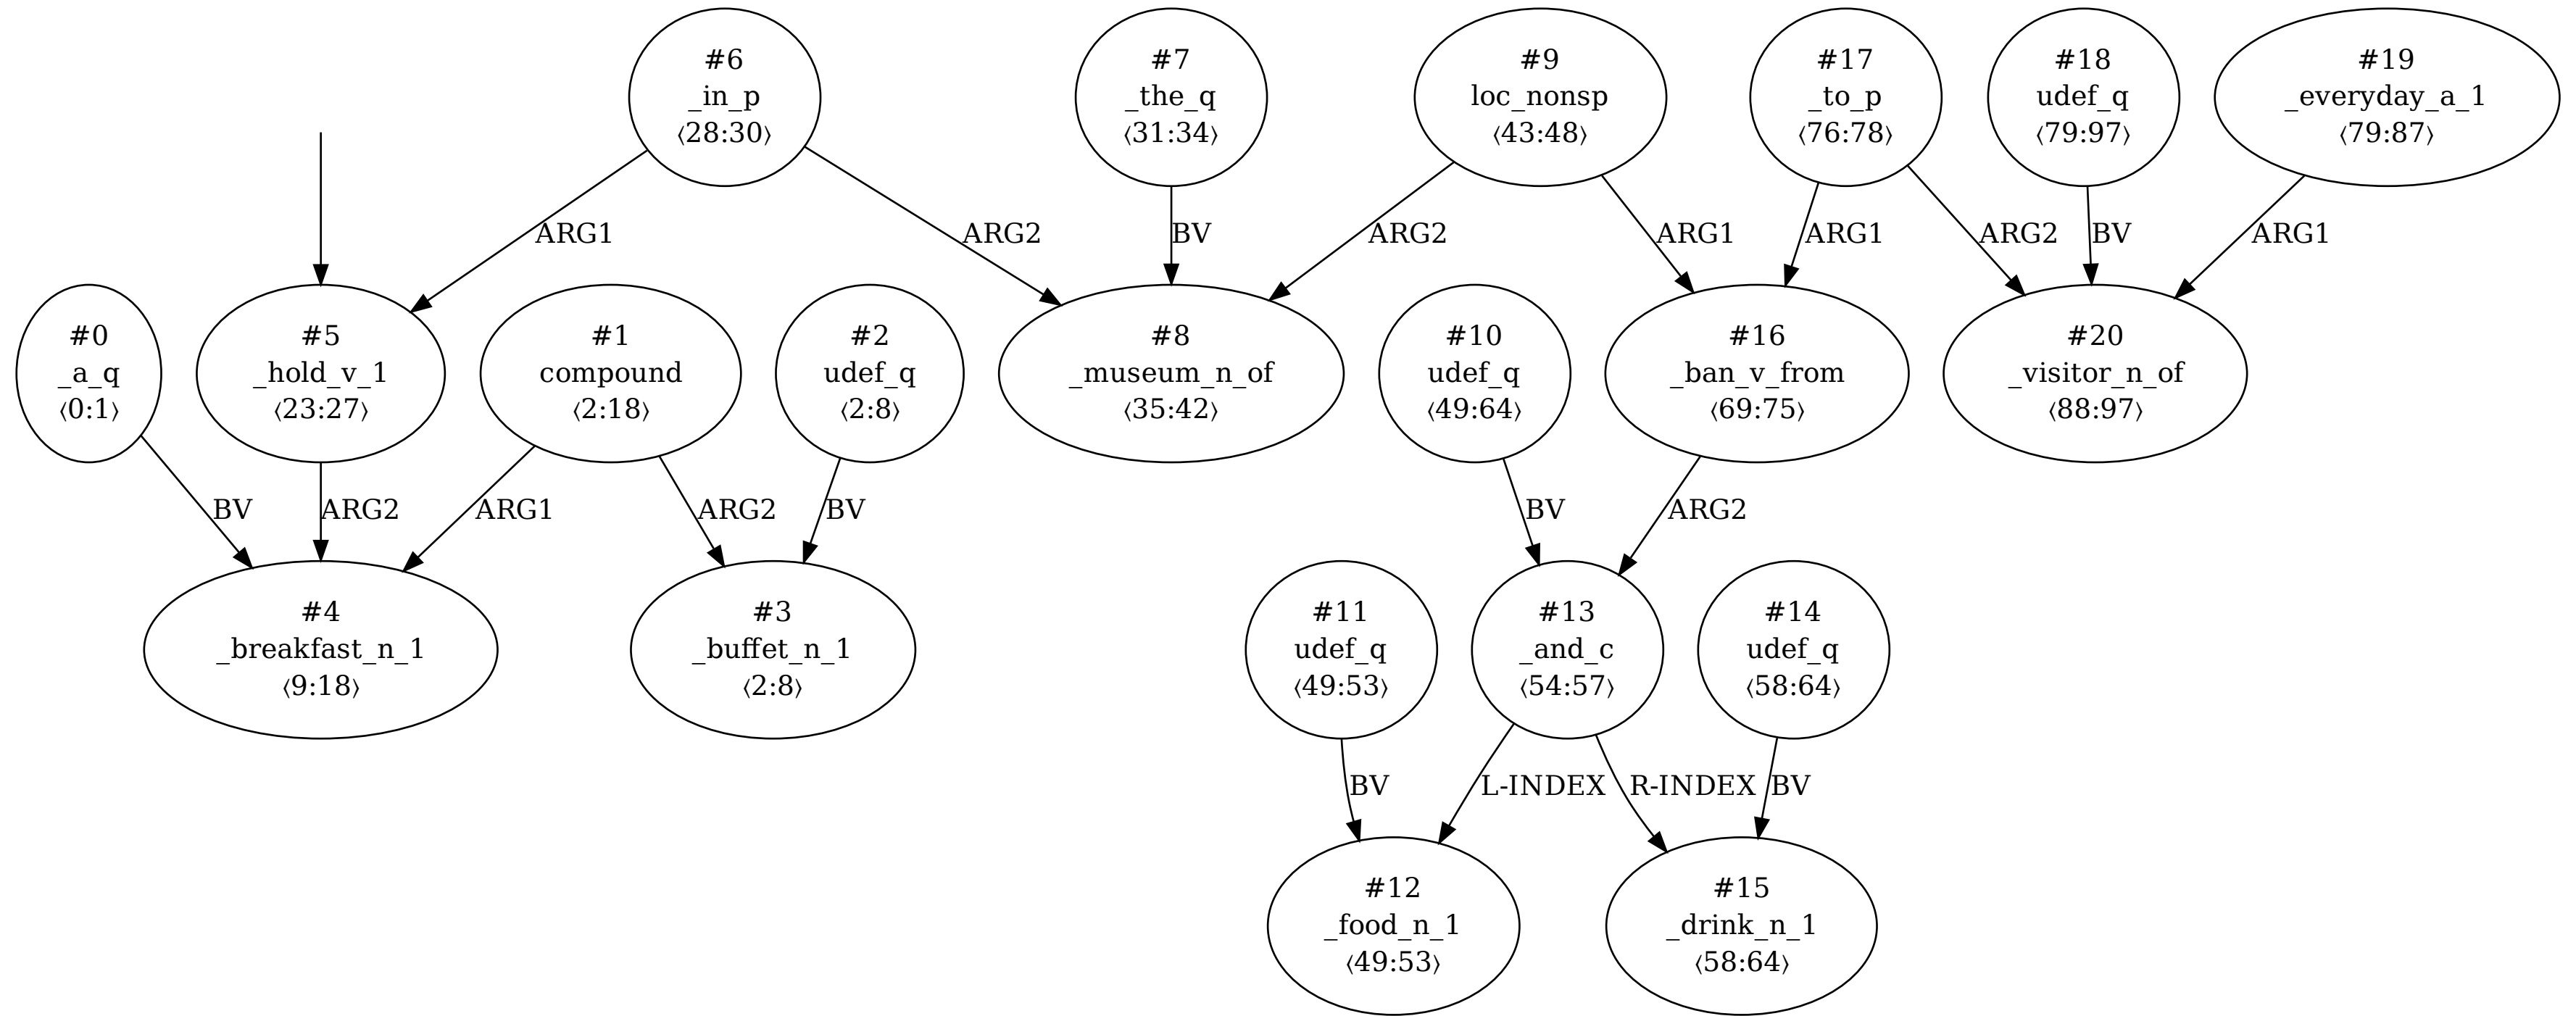 #6
_in_p
⟨28:30⟩
#7
_the_q
⟨31:34⟩
#9
loc_nonsp
⟨43:48⟩
#17
_to_p
⟨76:78⟩
#18
udef_q
⟨79:97⟩
#19
_everyday_a_1
⟨79:87⟩
ARG1
ARG2
BV
ARG2
ARG1
ARG1
ARG2
BV
ARG1
#0
_a_q
⟨0:1⟩
#5
_hold_v_1
⟨23:27⟩
#1
compound
⟨2:18⟩
#2
udef_q
⟨2:8⟩
#8
_museum_n_of
⟨35:42⟩
#10
udef_q
⟨49:64⟩
#16
_ban_v_from
⟨69:75⟩
#20
_visitor_n_of
⟨88:97⟩
BV
ARG2
ARG1
ARG2
BV
BV
ARG2
#4
_breakfast_n_1
⟨9:18⟩
#3
_buffet_n_1
⟨2:8⟩
#11
udef_q
⟨49:53⟩
#13
_and_c
⟨54:57⟩
#14
udef_q
⟨58:64⟩
BV
L-INDEX
R-INDEX
BV
#12
_food_n_1
⟨49:53⟩
#15
_drink_n_1
⟨58:64⟩